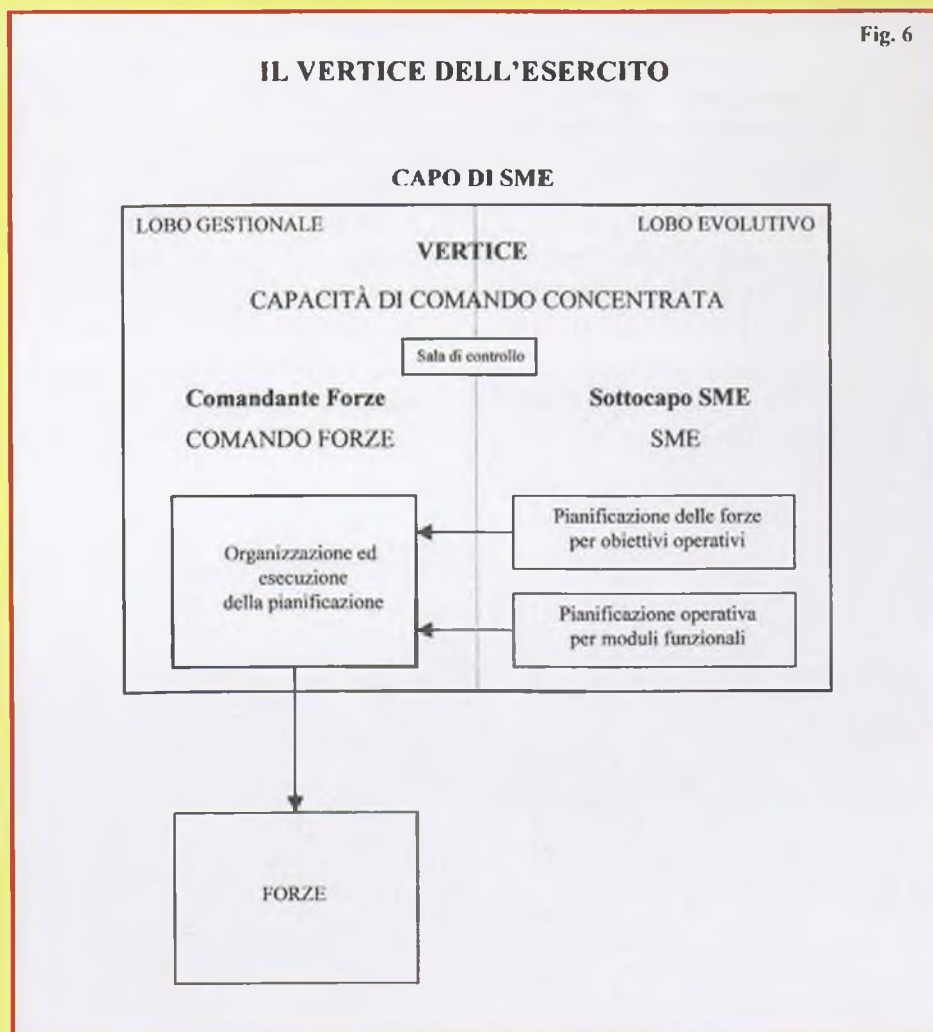 Fig. 6
IL VERTICE DELL'ESERCITO
CAPO DI SME
LOBO GESTIONALE
LOBO EVOLUTIVO
VERTICE
CAPACITÀ DI COMANDO CONCENTRATA
Sala di controllo
Comandante Forze
COMANDO FORZE
Sottocapo SME
SME
Organizzazione ed
esecuzione
della pianificazione
Pianificazione delle forze
per obiettivi operativi
Pianificazione operativa
per moduli funzionali
FORZE